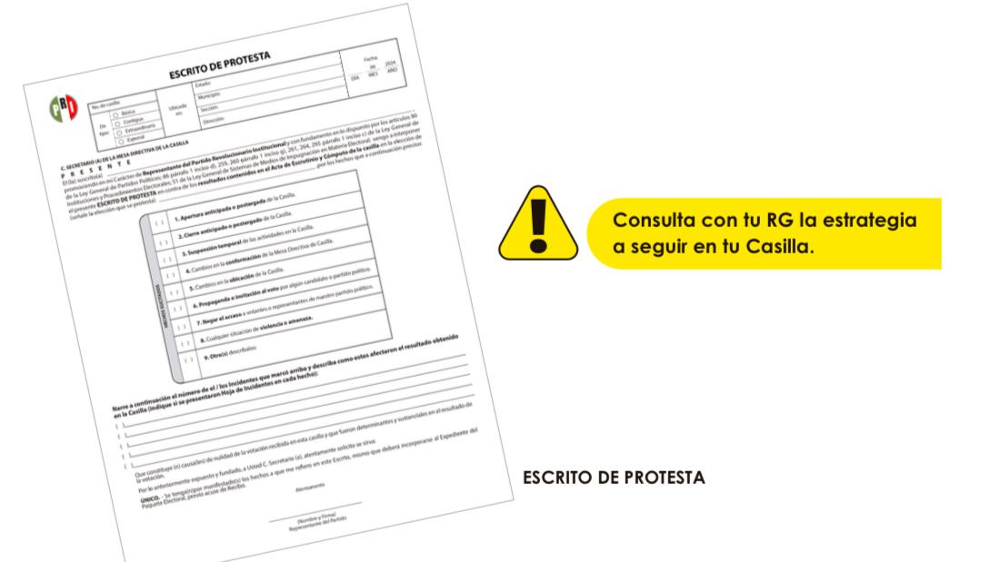 ESCRITO DE PROTESTA
PRI
No. de casilla:
De tipo:
Básica
Contigua
Extraordinaria
Especial
Ubicada en:
Estado:
Municipio:
Sección:
Dirección:
Fecha:
06 2024
DIA MES AÑO
C. SECRETARIO (A) DE LA MESA DIRECTIVA DE LA CASILLA
P R E S E N T E
El (la) suscrito(a)
promoviendo en mi Carácter de Representante del Partido Revolucionario Institucional y con fundamento en lo dispuesto por los artículos 80
de la Ley General de Partidos Políticos; 86 párrafo 1 inciso d), 259, 260 párrafo 1 inciso g), 261, 264, 295 párrafo 1 inciso c) de la Ley General de
Instituciones y Procedimientos Electorales; 51 de la Ley General de Sistemas de Medios de Impugnación en Materia Electoral; vengo a interponer
el presente ESCRITO DE PROTESTA en contra de los resultados contenidos en el Acta de Escrutinio y Cómputo de la casilla en la elección de
(señale la elección que se protesta) por los hechos que a continuación preciso
( ) 1. Apertura anticipada o postergada de la Casilla.
( ) 2. Cierre anticipado o postergado de la Casilla.
( ) 3. Suspensión temporal de las actividades en la Casilla.
( ) 4. Cambios en la conformación de la Mesa Directiva de Casilla.
( ) 5. Cambios en la ubicación de la Casilla.
( ) 6. Propaganda o invitación al voto por algún candidato o partido político.
( ) 7. Negar el acceso a votantes o representantes de nuestro partido político.
( ) 8. Cualquier situación de violencia o amenaza.
( ) 9. Otro(s) descríbalos:
Narre a continuación el número de el / los Incidentes que marcó arriba y describa como estos afectaron el resultado obtenido
en la Casilla (indique si se presentaron Hoja de Incidentes en cada hecho):
( )
( )
( )
( )
( )
Que constituye (n) causal(es) de nulidad de la votación recibida en esta casilla y que fueron determinantes y sustanciales en el resultado de
la votación.
Por lo anteriormente expuesto y fundado, a Usted C. Secretario (a), atentamente solicito se sirva:
ÚNICO. - Se tenga(n)por manifestado(s) los hechos a que me refiero en este Escrito, mismo que deberá incorporarse al Expediente del
Paquete Electoral, previo acuse de Recibo.
Atentamente
(Nombre y Firma)
Representante del Partido
Consulta con tu RG la estrategia
a seguir en tu Casilla.
ESCRITO DE PROTESTA